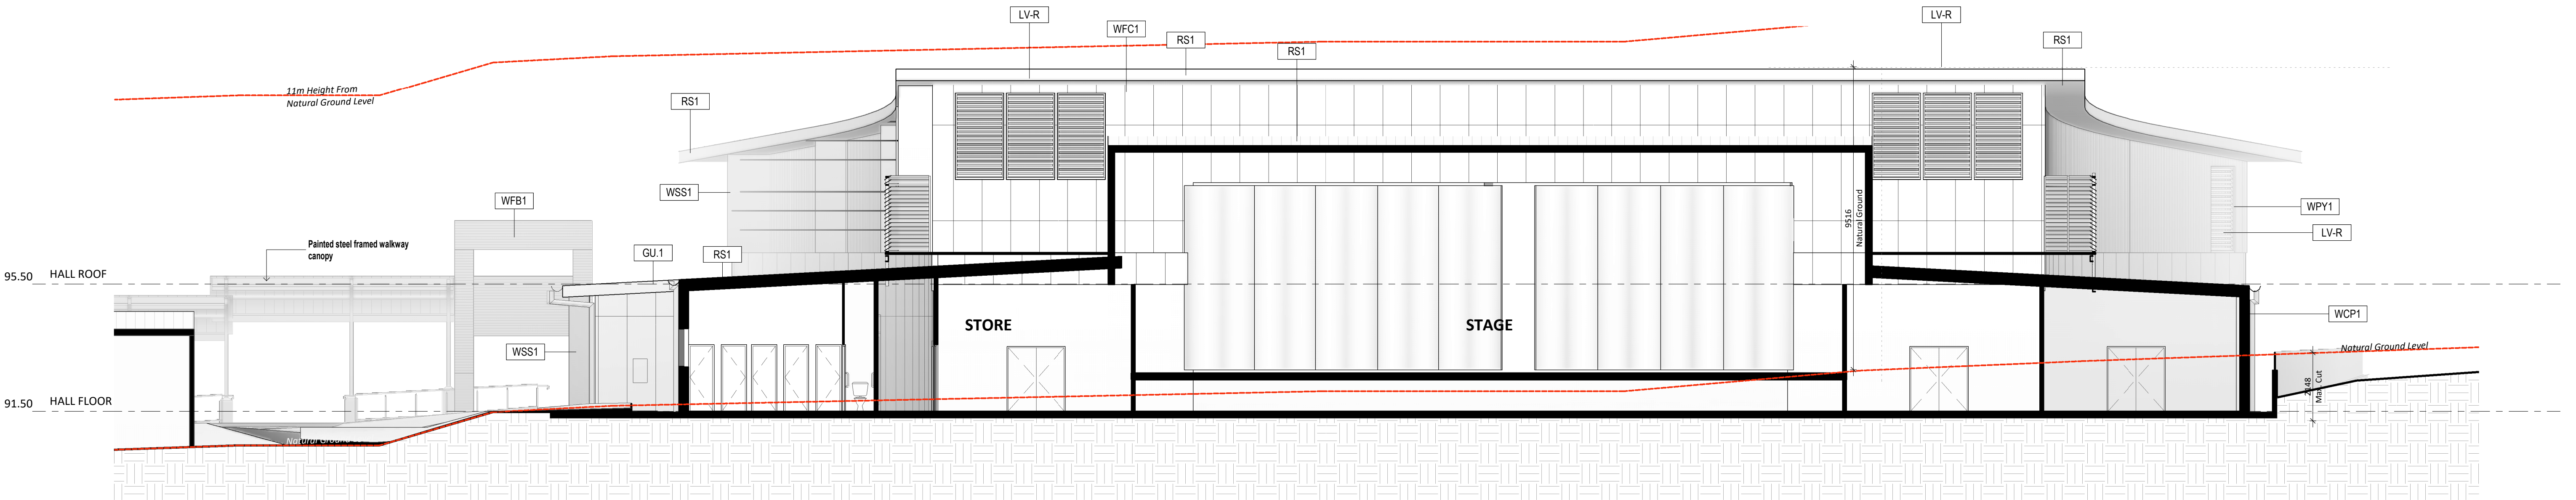 LV-R
LV-R
WFC1
RS1
RS1
RS1
RS1
11m Height From
Natural Ground Level
WSS1
WFB1
9516
Natural Ground
WPY1
LV-R
Painted steel framed walkway
canopy
GU.1
RS1
95.50 HALL ROOF
WCP1
STORE
STAGE
WSS1
Natural Ground Level
91.50 HALL FLOOR
Max. Cut
Natural Ground